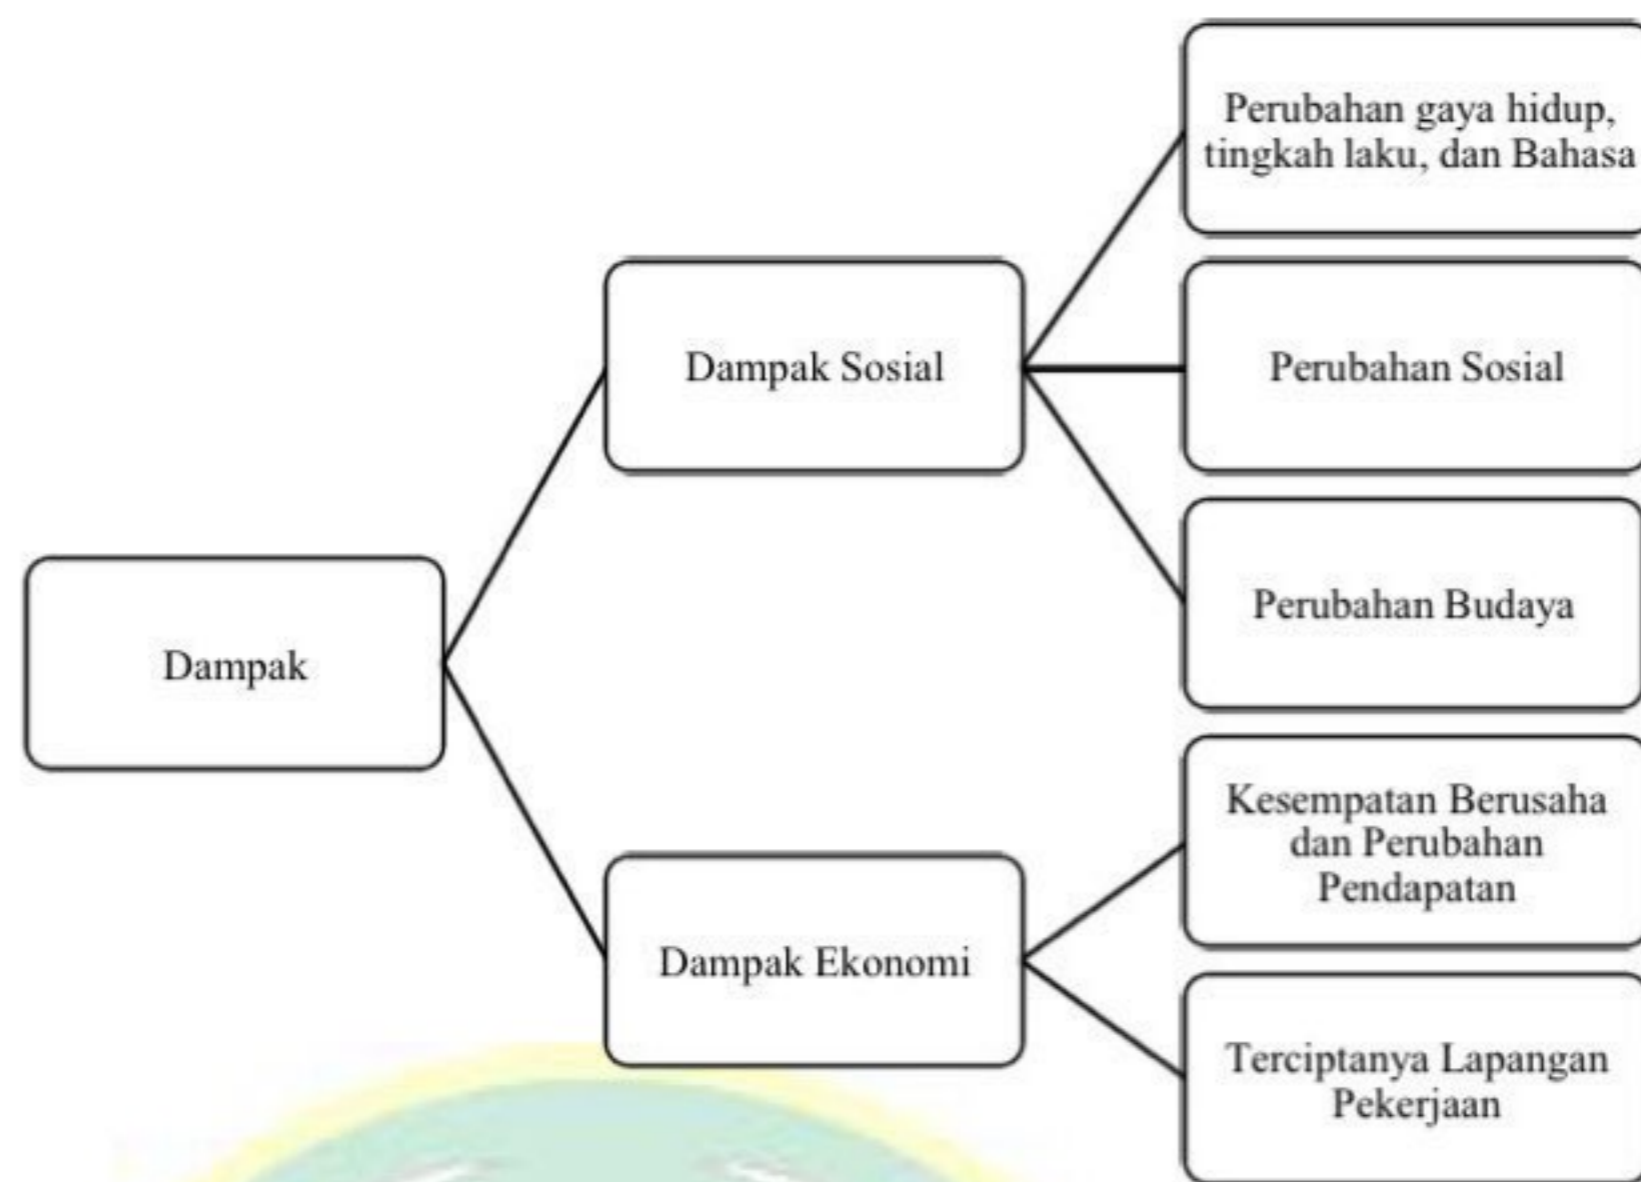 Perubahan gaya hidup,
tingkah laku, dan Bahasa
Dampak Sosial
Perubahan Sosial
Perubahan Budaya
Dampak
Kesempatan Berusaha
dan Perubahan
Pendapatan
Dampak Ekonomi
Terciptanya Lapangan
Pekerjaan